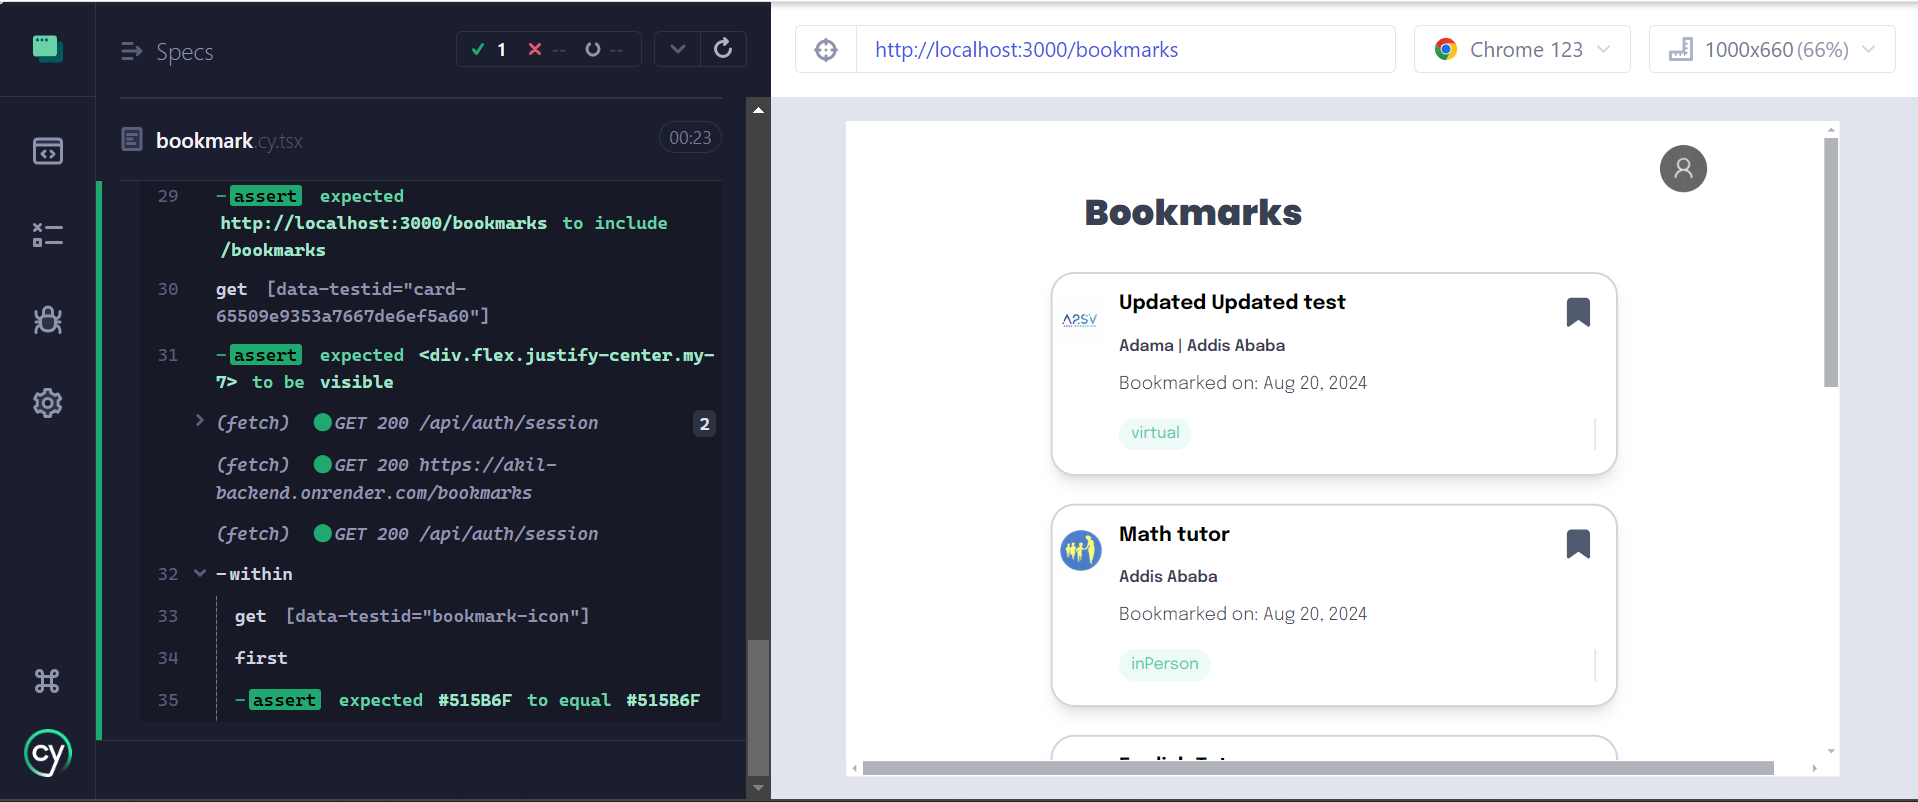 Specs
1
--
--
bookmark.cy.tsx
00:23
29 -assert expected
http://localhost:3000/bookmarks to include
/bookmarks
30 get [data-testid="card-
65509e9353a7667de6ef5a60"]
31 -assert expected <div.flex.justify-center.my-
7> to be visible
(fetch) GET 200 /api/auth/session 2
(fetch) GET 200 https://akil-
backend.onrender.com/bookmarks
(fetch) GET 200 /api/auth/session
32 -within
33 get [data-testid="bookmark-icon"]
34 first
35 -assert expected #515B6F to equal #515B6F
cy
http://localhost:3000/bookmarks
Chrome 123
1000x660 (66%)
Bookmarks
Updated Updated test
Adama | Addis Ababa
Bookmarked on: Aug 20, 2024
virtual
Math tutor
Addis Ababa
Bookmarked on: Aug 20, 2024
inPerson